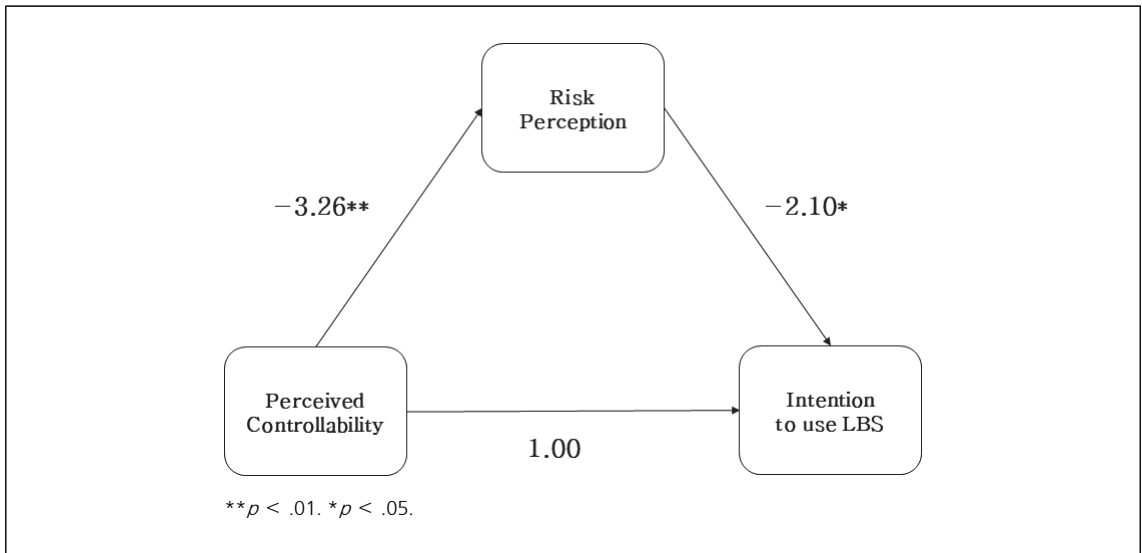 Risk
Perception
−3.26**
−2.10*
Perceived
Controllability
Intention
to use LBS
1.00
**p < .01. *p < .05.